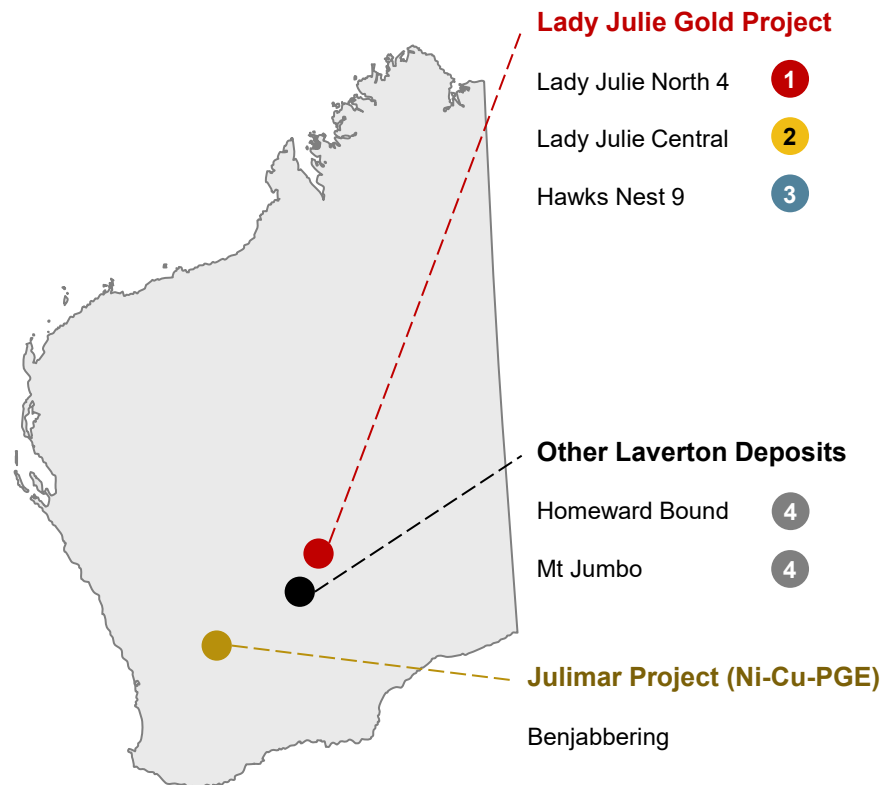 Lady Julie Gold Project
Lady Julie North 4 1
Lady Julie Central 2
Hawks Nest 9 3
Other Laverton Deposits
Homeward Bound 4
Mt Jumbo 4
Julimar Project (Ni-Cu-PGE)
Benjabbering